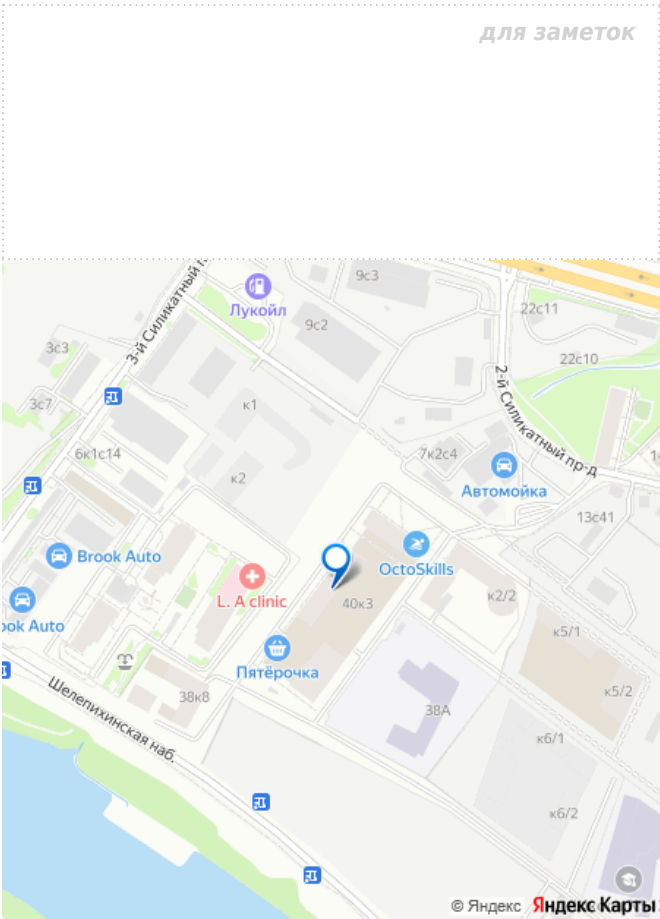 для заметок
9с3
3-й Силикатный п
Лукойл
22с11
9с2
3с3
22с10
2-й Силикатный пр-д
3с7
к1
6к1с14
7к2с4
14
к2
Автомойка
13с41
Brook Auto
OctoSkills
L. A clinic
к2/2
40к3
ook Auto
к5/1
Пятёрочка
к5/2
38к8
38А
Шелепихинская наб.
к6/1
к6/2
© Яндекс Яндекс Карты